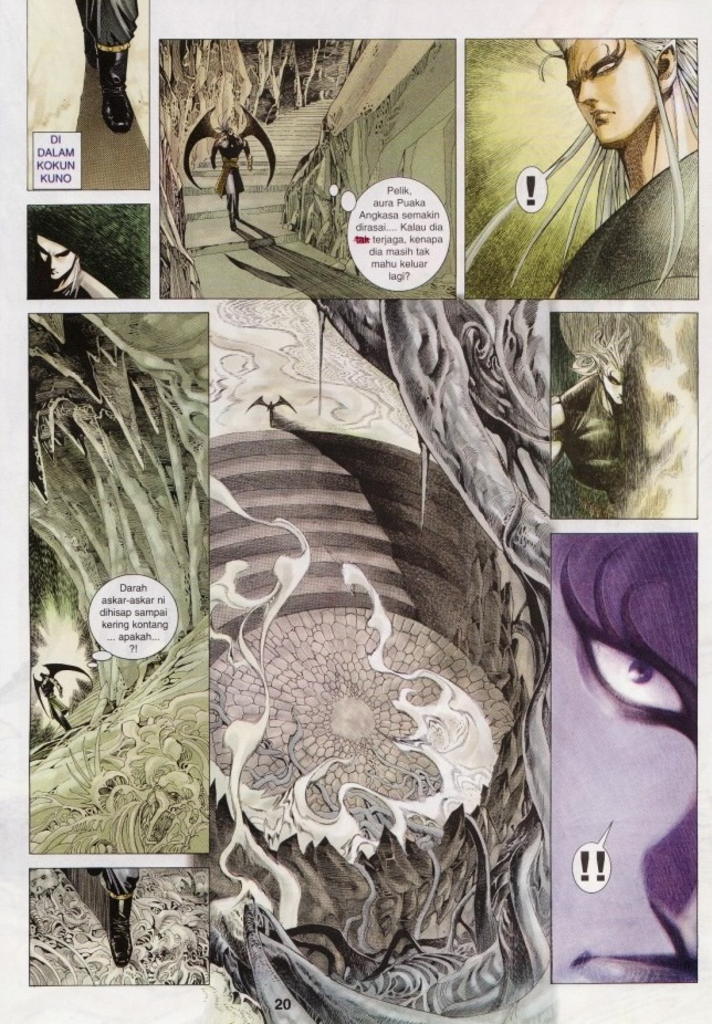 DI
DALAM
KOKUN
KUNO
Pelik,
aura Puaka
Angkasa semakin
dirasai.... Kalau dia
tak terjaga, kenapa
dia masih tak
mahu keluar
lagi?
!
Darah
askar-askar ni
dihisap sampai
kering kontang
... apakah...
?!
!!
20